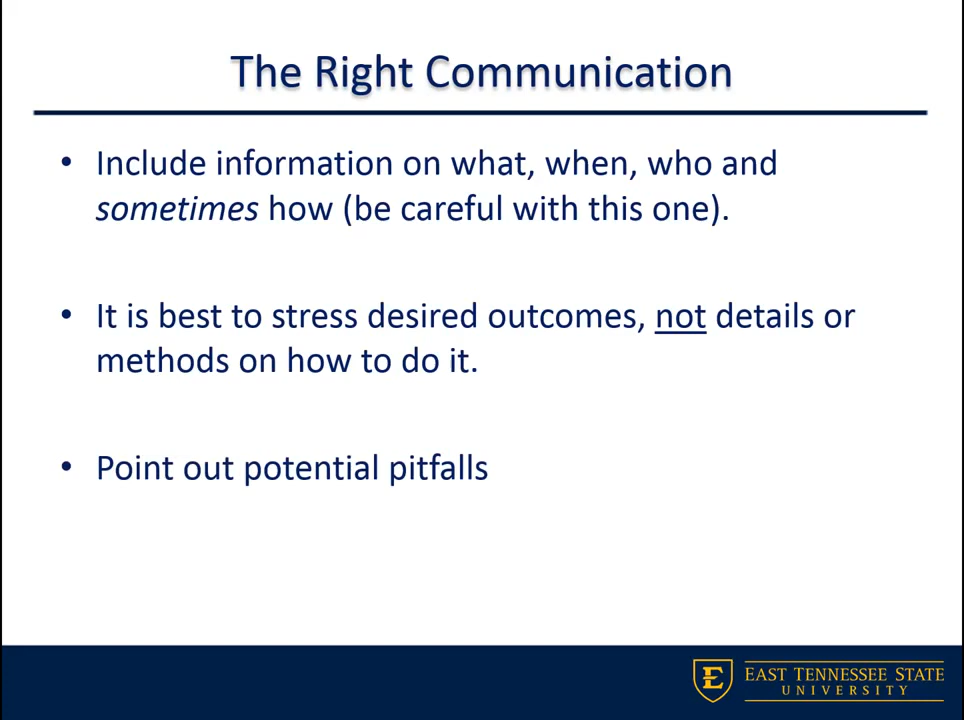 The Right Communication
• Include information on what, when, who and
sometimes how (be careful with this one).
• It is best to stress desired outcomes, not details or
methods on how to do it.
• Point out potential pitfalls
E
EAST TENNESSEE STATE
UNIVERSITY